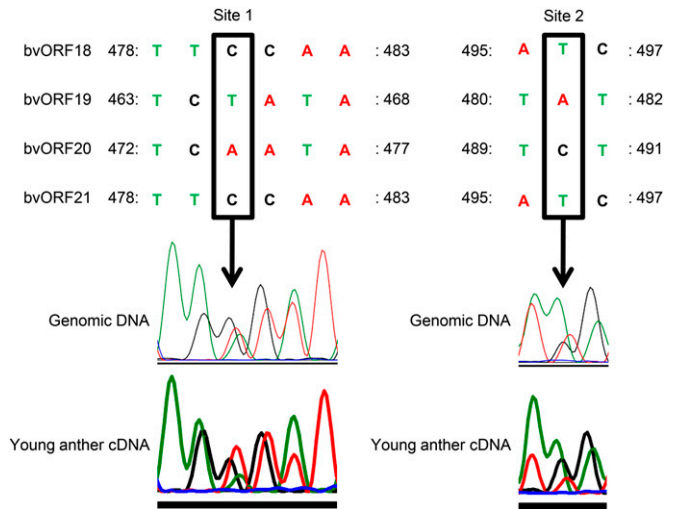 Site 1 Site 2
bvORF18 478: T T C C A A : 483 495: A T C : 497
bvORF19 463: T C T A T A : 468 480: T A T : 482
bvORF20 472: T C A A T A : 477 489: T C T : 491
bvORF21 478: T T C C A A : 483 495: A T C : 497
Genomic DNA Genomic DNA
Young anther cDNA Young anther cDNA